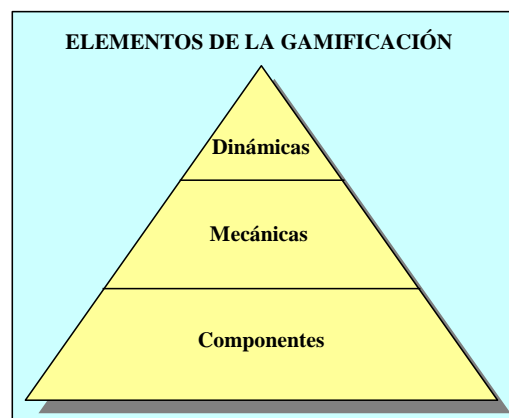 ELEMENTOS DE LA GAMIFICACIÓN
Dinámicas
Mecánicas
Componentes